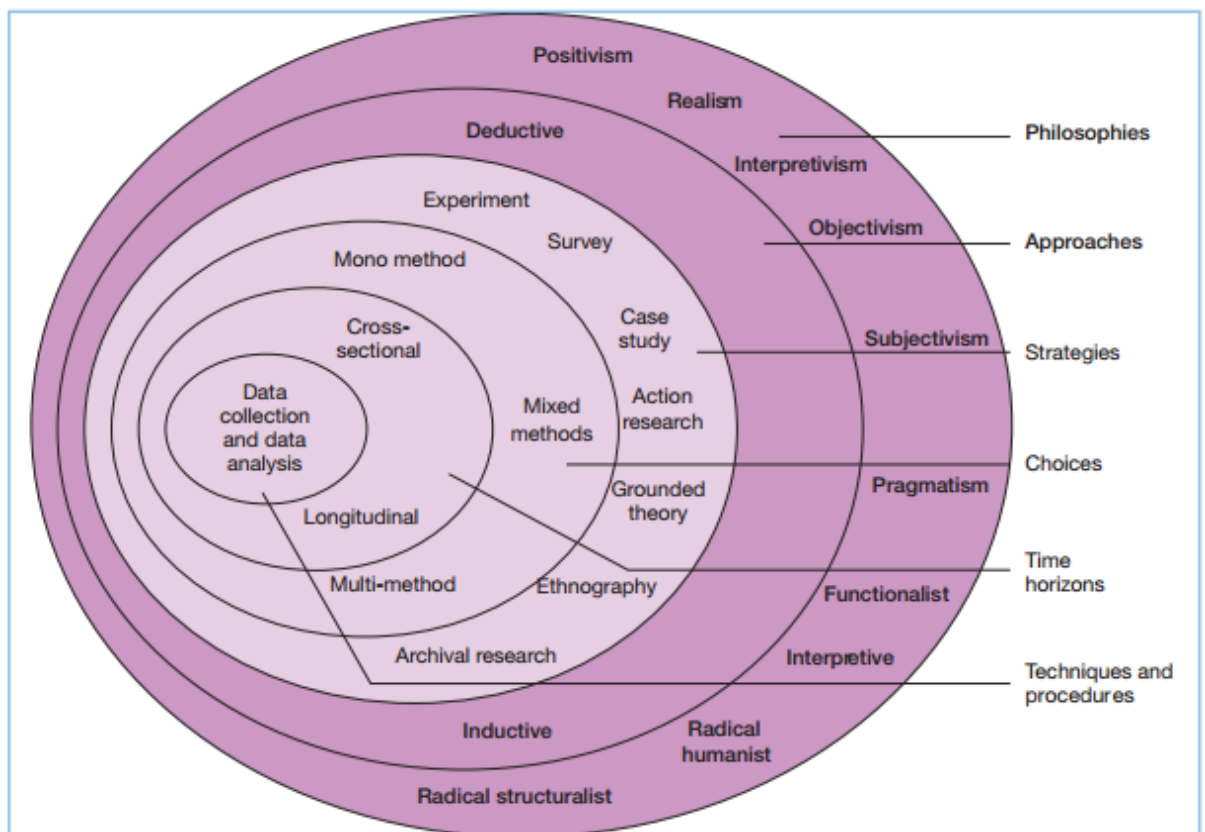 Positivism
Realism
Philosophies
Deductive
Interpretivism
Experiment
Objectivism
Survey
Approaches
Mono method
Case
study
Cross-
sectional
Subjectivism
Strategies
Data
collection
and data
analysis
Mixed
methods
Action
research
Choices
Pragmatism
Grounded
theory
Longitudinal
Time
horizons
Multi-method
Ethnography
Functionalist
Archival research
Interpretive
Techniques and
procedures
Inductive
Radical
humanist
Radical structuralist